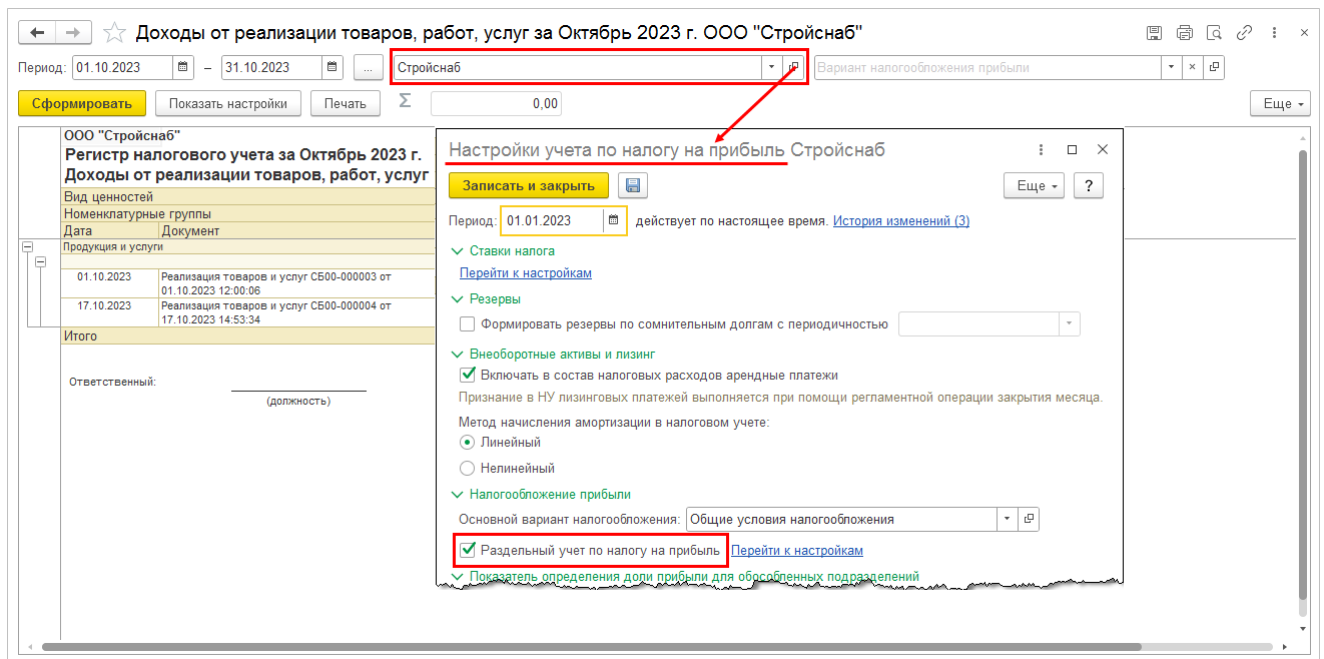 Доходы от реализации товаров, работ, услуг за Октябрь 2023 г. ООО "Стройснаб"
Период: 01.10.2023 – 31.10.2023 ... Стройснаб Вариант налогообложения прибыли
Сформировать Показать настройки Печать Σ 0,00 Еще
ООО "Стройснаб"
Регистр налогового учета за Октябрь 2023 г.
Доходы от реализации товаров, работ, услуг
Вид ценностей
Номенклатурные группы
Дата Документ
Продукция и услуги
01.10.2023 Реализация товаров и услуг СБ00-000003 от
01.10.2023 12:00:06
17.10.2023 Реализация товаров и услуг СБ00-000004 от
17.10.2023 14:53:34
Итого
Ответственный:
(должность)
Настройки учета по налогу на прибыль Стройснаб
Записать и закрыть Еще ?
Период: 01.01.2023 действует по настоящее время. История изменений (3)
Ставки налога
Перейти к настройкам
Резервы
Формировать резервы по сомнительным долгам с периодичностью
Внеоборотные активы и лизинг
Включать в состав налоговых расходов арендные платежи
Признание в НУ лизинговых платежей выполняется при помощи регламентной операции закрытия месяца.
Метод начисления амортизации в налоговом учете:
Линейный
Нелинейный
Налогообложение прибыли
Основной вариант налогообложения: Общие условия налогообложения
Раздельный учет по налогу на прибыль Перейти к настройкам
Показатель определения доли прибыли для обособленных подразделений